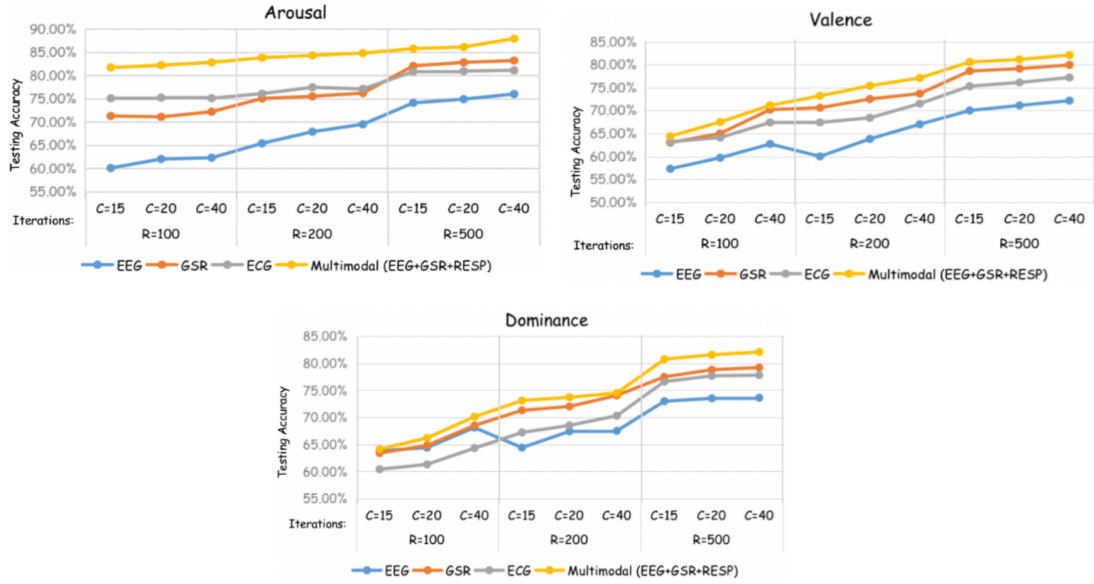 Arousal
Testing Accuracy
90.00%
85.00%
80.00%
75.00%
70.00%
65.00%
60.00%
55.00%
C=15 C=20 C=40 C=15 C=20 C=40 C=15 C=20 C=40
Iterations: R=100 R=200 R=500
EEG GSR ECG Multimodal (EEG+GSR+RESP)
Valence
Testing Accuracy
85.00%
80.00%
75.00%
70.00%
65.00%
60.00%
55.00%
50.00%
C=15 C=20 C=40 C=15 C=20 C=40 C=15 C=20 C=40
Iterations: R=100 R=200 R=500
EEG GSR ECG Multimodal (EEG+GSR+RESP)
Dominance
Testing Accuracy
85.00%
80.00%
75.00%
70.00%
65.00%
60.00%
55.00%
C=15 C=20 C=40 C=15 C=20 C=40 C=15 C=20 C=40
Iterations: R=100 R=200 R=500
EEG GSR ECG Multimodal (EEG+GSR+RESP)